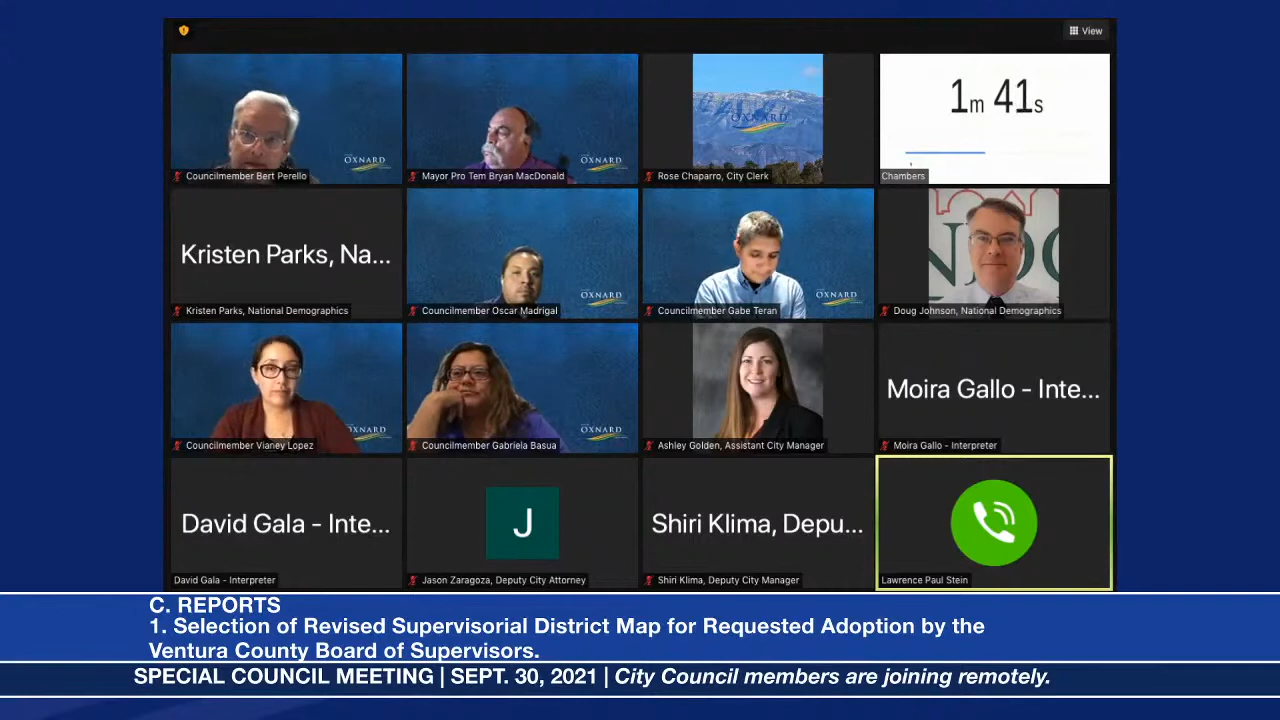 View
OXNARD
Councilmember Bert Perello
OXNARD
Mayor Pro Tem Bryan MacDonald
OXNARD
Rose Chaparro, City Clerk
1m 41s
Chambers
Kristen Parks, Na...
Kristen Parks, National Demographics
OXNARD
Councilmember Oscar Madrigal
OXNARD
Councilmember Gabe Teran
Doug Johnson, National Demographics
OXNARD
Councilmember Vianey Lopez
OXNARD
Councilmember Gabriela Basua
Ashley Golden, Assistant City Manager
Moira Gallo - Inte...
Moira Gallo - Interpreter
David Gala - Inte...
David Gala - Interpreter
J
Jason Zaragoza, Deputy City Attorney
Shiri Klima, Depu...
Shiri Klima, Deputy City Manager
Lawrence Paul Stein
C. REPORTS
1. Selection of Revised Supervisorial District Map for Requested Adoption by the
Ventura County Board of Supervisors.
SPECIAL COUNCIL MEETING | SEPT. 30, 2021 | City Council members are joining remotely.